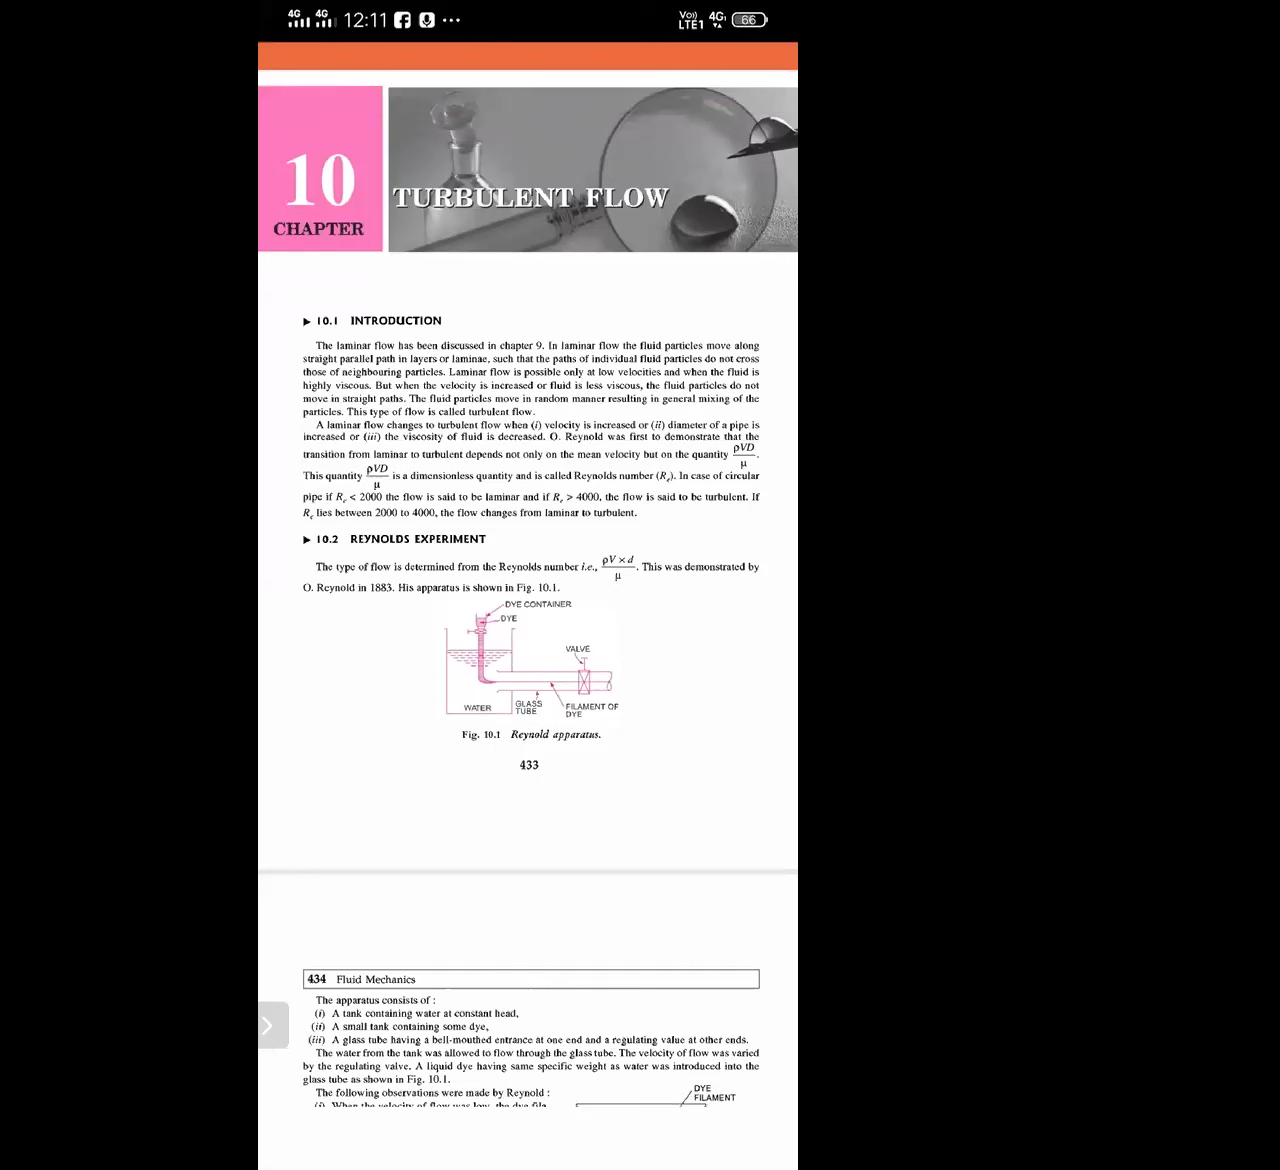 4G 4G 12:11 ... Vo)) LTE1 4G 66
10
CHAPTER
TURBULENT FLOW
▶ 10.1 INTRODUCTION
The laminar flow has been discussed in chapter 9. In laminar flow the fluid particles move along
straight parallel path in layers or laminae, such that the paths of individual fluid particles do not cross
those of neighbouring particles. Laminar flow is possible only at low velocities and when the fluid is
highly viscous. But when the velocity is increased or fluid is less viscous, the fluid particles do not
move in straight paths. The fluid particles move in random manner resulting in general mixing of the
particles. This type of flow is called turbulent flow.
A laminar flow changes to turbulent flow when (i) velocity is increased or (ii) diameter of a pipe is
increased or (iii) the viscosity of fluid is decreased. O. Reynold was first to demonstrate that the
transition from laminar to turbulent depends not only on the mean velocity but on the quantity ρVD/μ.
This quantity ρVD/μ is a dimensionless quantity and is called Reynolds number (Re). In case of circular
pipe if Re < 2000 the flow is said to be laminar and if Re > 4000, the flow is said to be turbulent. If
Re lies between 2000 to 4000, the flow changes from laminar to turbulent.
▶ 10.2 REYNOLDS EXPERIMENT
The type of flow is determined from the Reynolds number i.e., ρV × d/μ. This was demonstrated by
O. Reynold in 1883. His apparatus is shown in Fig. 10.1.
DYE CONTAINER
DYE
VALVE
WATER
GLASS
TUBE
FILAMENT OF
DYE
Fig. 10.1 Reynold apparatus.
433
434 Fluid Mechanics
The apparatus consists of :
(i) A tank containing water at constant head,
(ii) A small tank containing some dye,
(iii) A glass tube having a bell-mouthed entrance at one end and a regulating value at other ends.
The water from the tank was allowed to flow through the glass tube. The velocity of flow was varied
by the regulating valve. A liquid dye having same specific weight as water was introduced into the
glass tube as shown in Fig. 10.1.
The following observations were made by Reynold :
DYE
FILAMENT
(i) When the velocity of flow was low, the dye fila-